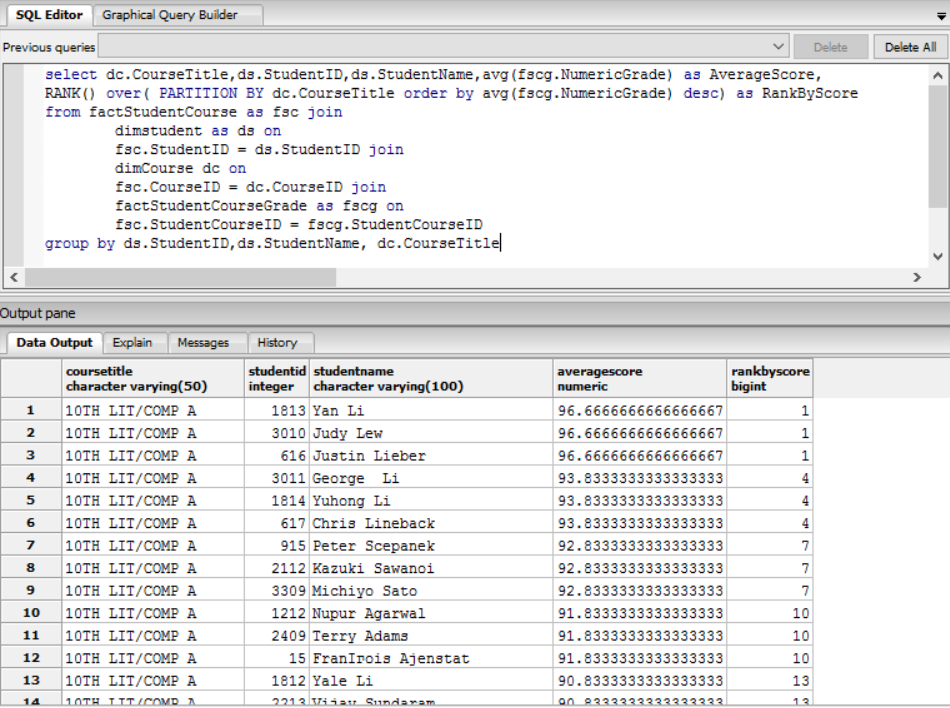 SQL Editor Graphical Query Builder
Previous queries Delete Delete All
select dc.CourseTitle,ds.StudentID,ds.StudentName,avg(fscg.NumericGrade) as AverageScore,
RANK() over( PARTITION BY dc.CourseTitle order by avg(fscg.NumericGrade) desc) as RankByScore
from factStudentCourse as fsc join
dimstudent as ds on
fsc.StudentID = ds.StudentID join
dimCourse dc on
fsc.CourseID = dc.CourseID join
factStudentCourseGrade as fscg on
fsc.StudentCourseID = fscg.StudentCourseID
group by ds.StudentID,ds.StudentName, dc.CourseTitle
Output pane
Data Output Explain Messages History
coursetitle studentid studentname averagescore rankbyscore
character varying(50) integer character varying(100) numeric bigint
1 10TH LIT/COMP A 1813 Yan Li 96.6666666666666667 1
2 10TH LIT/COMP A 3010 Judy Lew 96.6666666666666667 1
3 10TH LIT/COMP A 616 Justin Lieber 96.6666666666666667 1
4 10TH LIT/COMP A 3011 George Li 93.8333333333333333 4
5 10TH LIT/COMP A 1814 Yuhong Li 93.8333333333333333 4
6 10TH LIT/COMP A 617 Chris Lineback 93.8333333333333333 4
7 10TH LIT/COMP A 915 Peter Scepanek 92.8333333333333333 7
8 10TH LIT/COMP A 2112 Kazuki Sawanoi 92.8333333333333333 7
9 10TH LIT/COMP A 3309 Michiyo Sato 92.8333333333333333 7
10 10TH LIT/COMP A 1212 Nupur Agarwal 91.8333333333333333 10
11 10TH LIT/COMP A 2409 Terry Adams 91.8333333333333333 10
12 10TH LIT/COMP A 15 FranIrois Ajenstat 91.8333333333333333 10
13 10TH LIT/COMP A 1812 Yale Li 90.8333333333333333 13
14 10TH LIT/COMP A 2213 Vijay Sundaram 90.8333333333333333 13